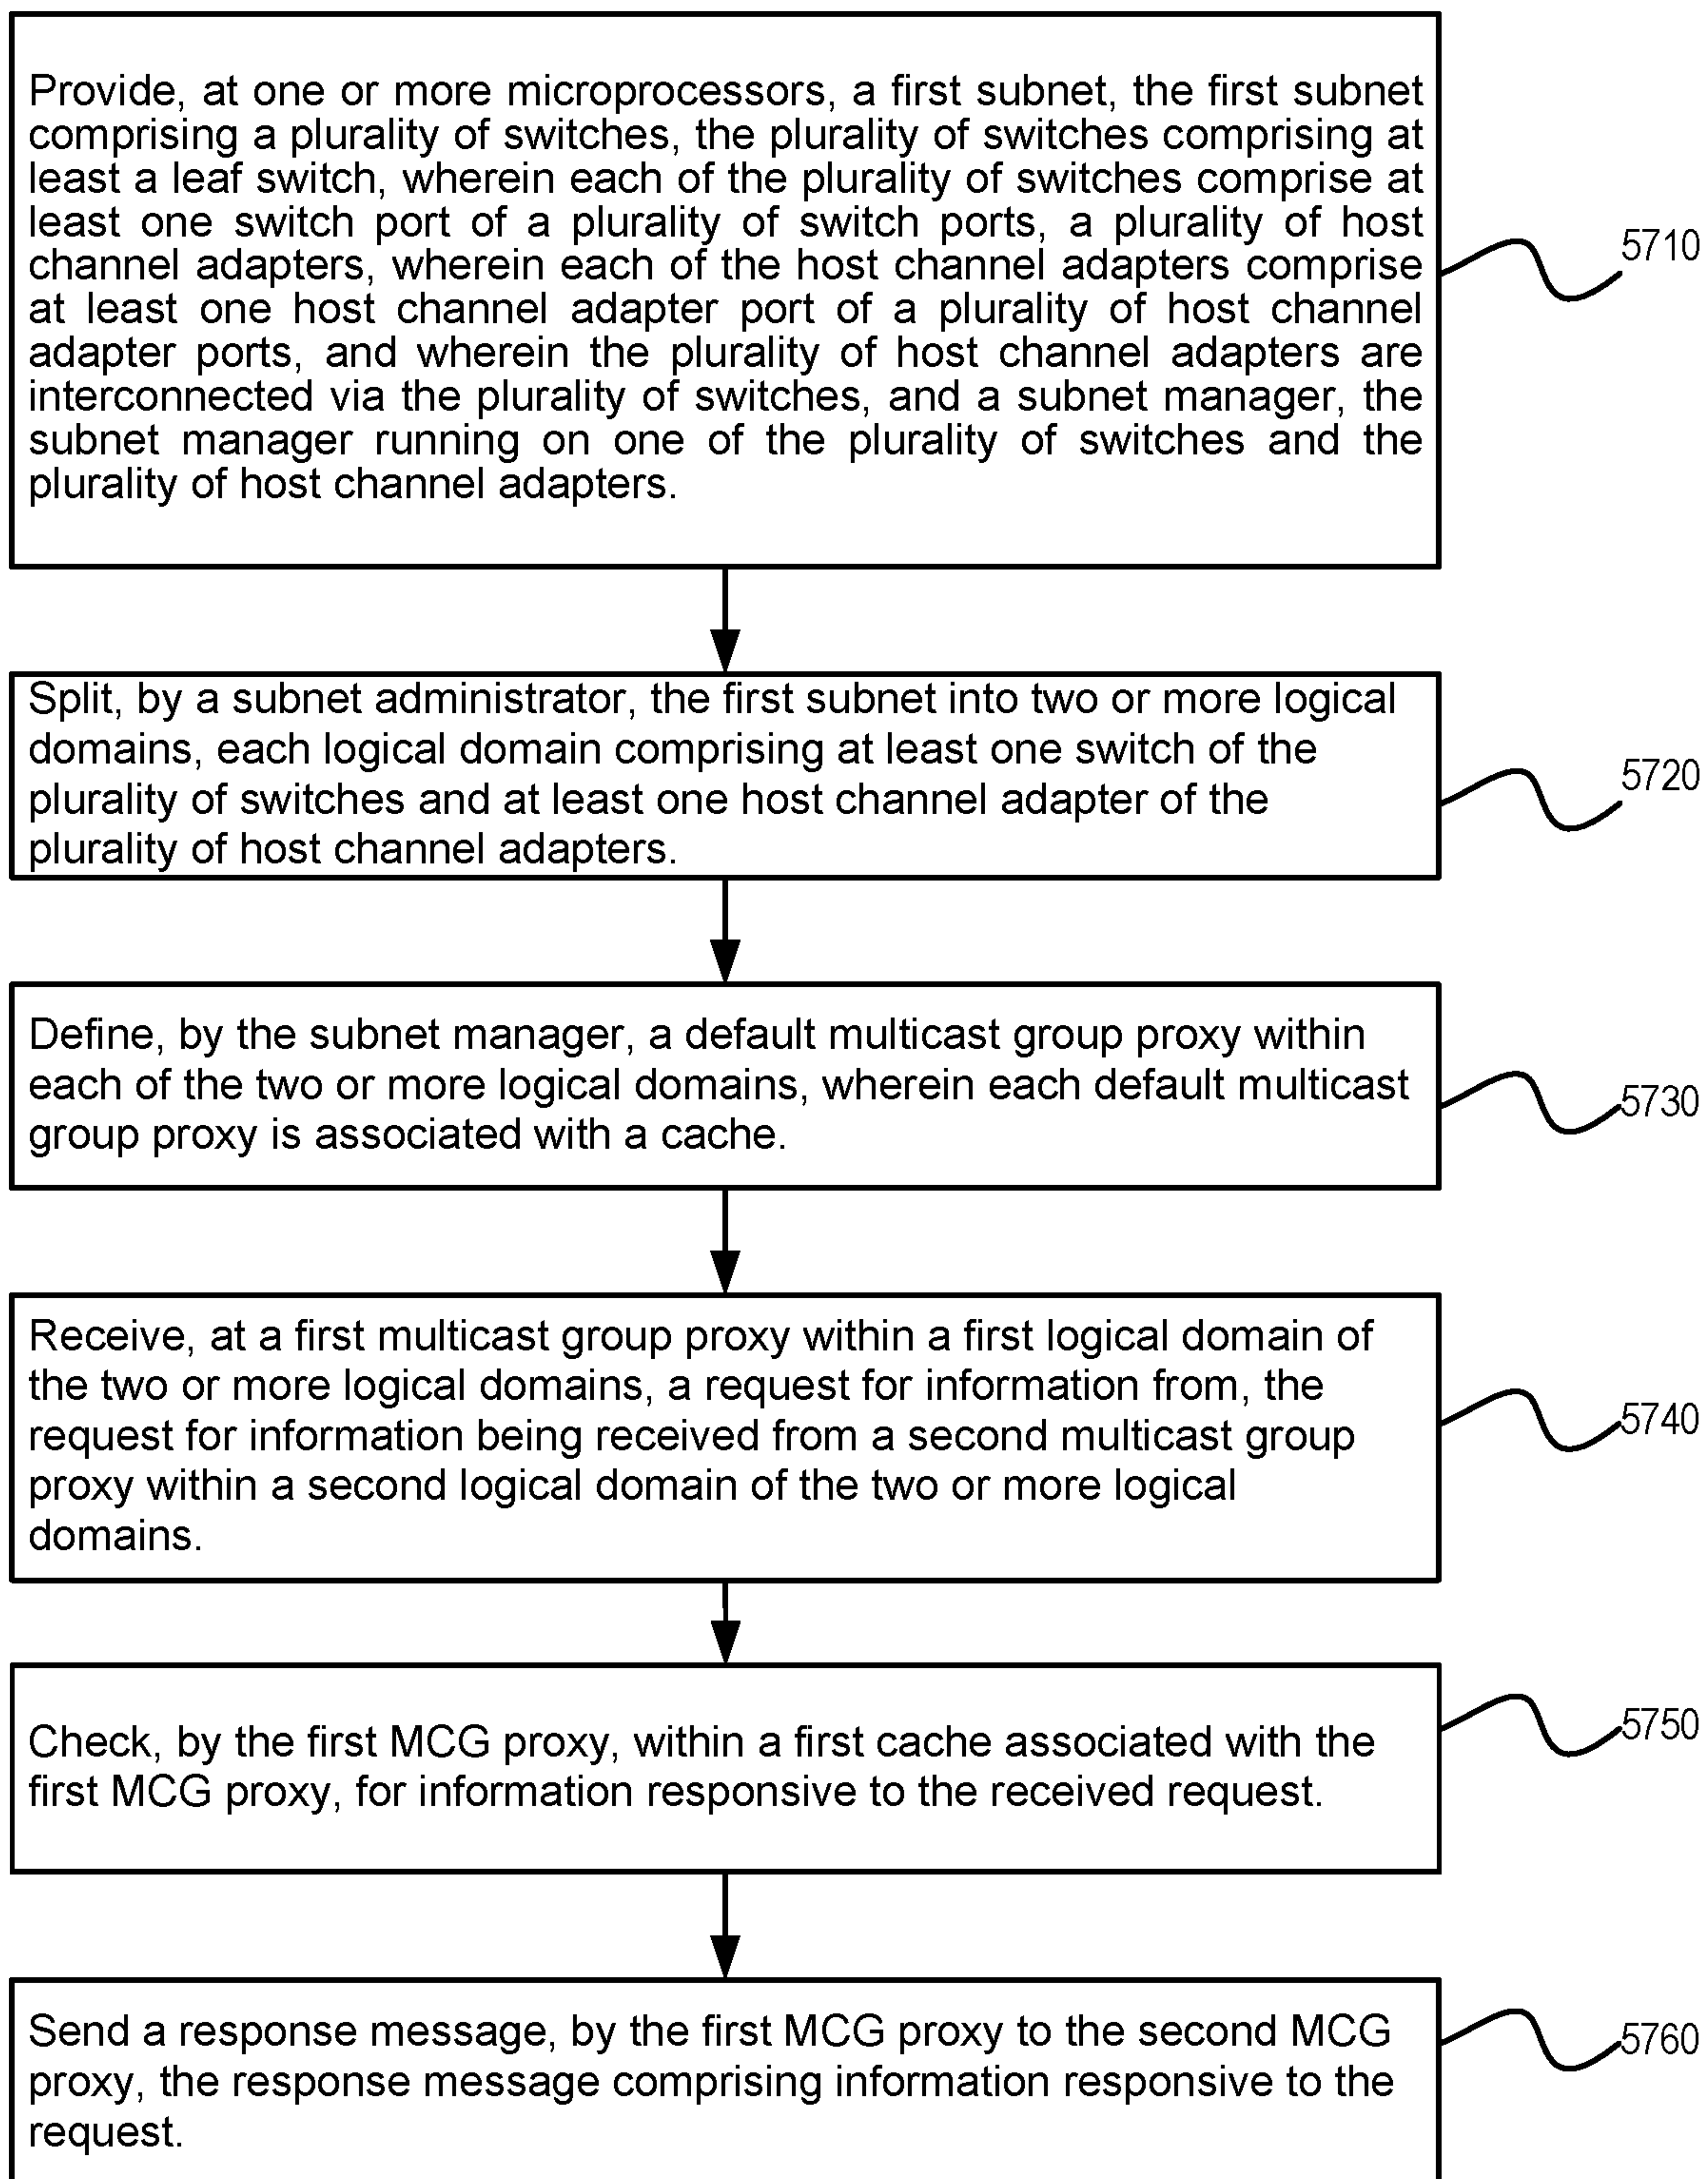 Provide, at one or more microprocessors, a first subnet, the first subnet
comprising a plurality of switches, the plurality of switches comprising at
least a leaf switch, wherein each of the plurality of switches comprise at
least one switch port of a plurality of switch ports, a plurality of host
channel adapters, wherein each of the host channel adapters comprise
at least one host channel adapter port of a plurality of host channel
adapter ports, and wherein the plurality of host channel adapters are
interconnected via the plurality of switches, and a subnet manager, the
subnet manager running on one of the plurality of switches and the
plurality of host channel adapters.
5710
Split, by a subnet administrator, the first subnet into two or more logical
domains, each logical domain comprising at least one switch of the
plurality of switches and at least one host channel adapter of the
plurality of host channel adapters.
5720
Define, by the subnet manager, a default multicast group proxy within
each of the two or more logical domains, wherein each default multicast
group proxy is associated with a cache.
5730
Receive, at a first multicast group proxy within a first logical domain of
the two or more logical domains, a request for information from, the
request for information being received from a second multicast group
proxy within a second logical domain of the two or more logical
domains.
5740
Check, by the first MCG proxy, within a first cache associated with the
first MCG proxy, for information responsive to the received request.
5750
Send a response message, by the first MCG proxy to the second MCG
proxy, the response message comprising information responsive to the
request.
5760